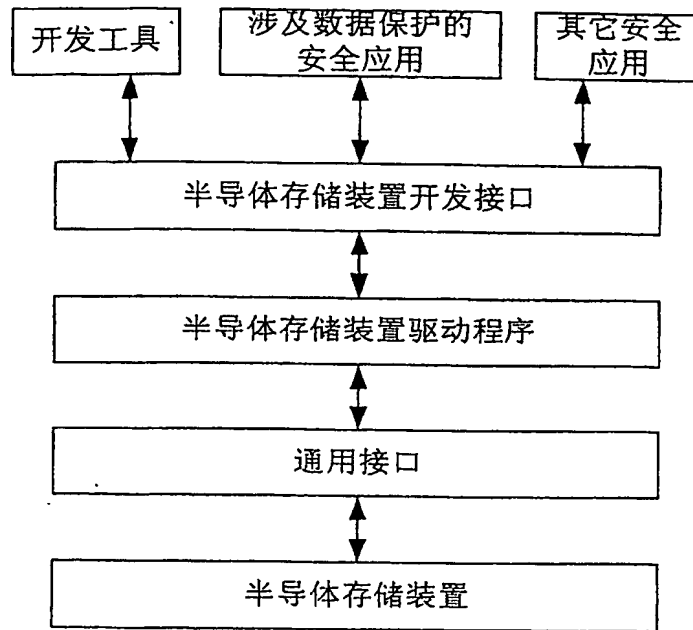 开发工具
涉及数据保护的
安全应用
其它安全
应用
半导体存储装置开发接口
半导体存储装置驱动程序
通用接口
半导体存储装置